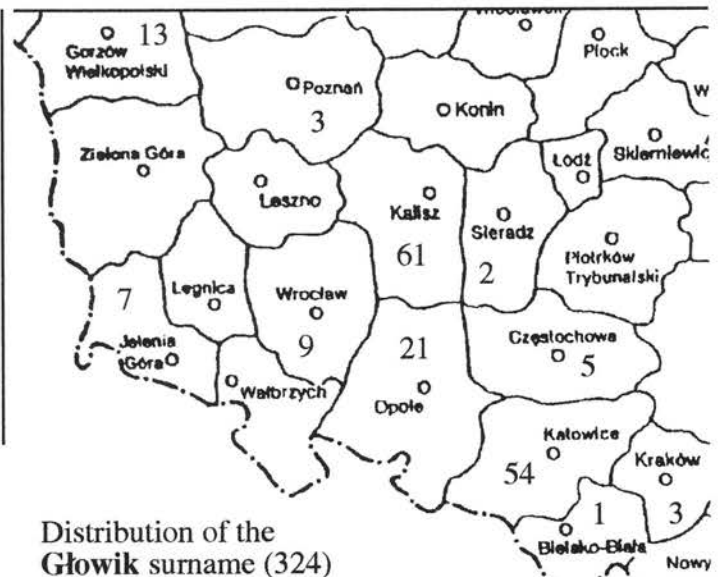 Włocławek
13
Gorzów
Wielkopolski
Płock
Poznań
3
Konin
Zielona Góra
Łódź
Skierniewic
Leszno
Kalisz
61
Sieradz
2
Piotrków
Trybunalski
7
Legnica
Wrocław
9
Jelenia
Góra
Wałbrzych
21
Opole
Częstochowa
5
Katowice
54
Kraków
3
1
Bielsko-Biała
Nowy
Distribution of the
Głowik surname (324)